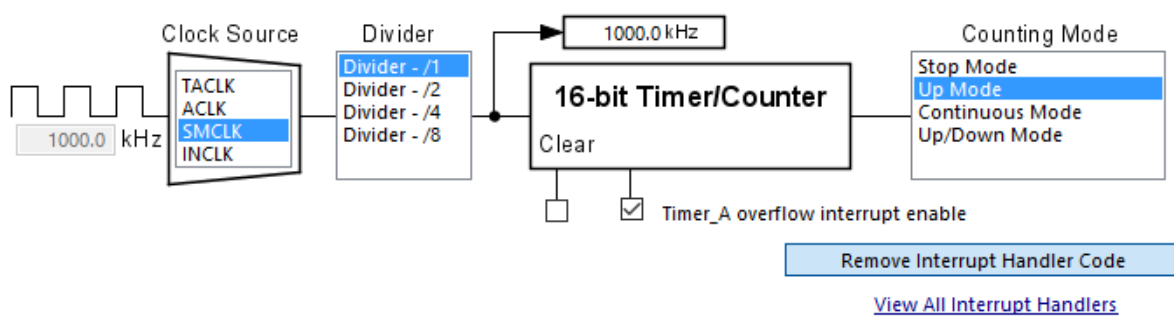 Clock Source
Divider
1000.0 kHz
Counting Mode
TACLK
ACLK
SMCLK
INCLK
1000.0 kHz
Divider - /1
Divider - /2
Divider - /4
Divider - /8
16-bit Timer/Counter
Clear
Stop Mode
Up Mode
Continuous Mode
Up/Down Mode
Timer_A overflow interrupt enable
Remove Interrupt Handler Code
View All Interrupt Handlers